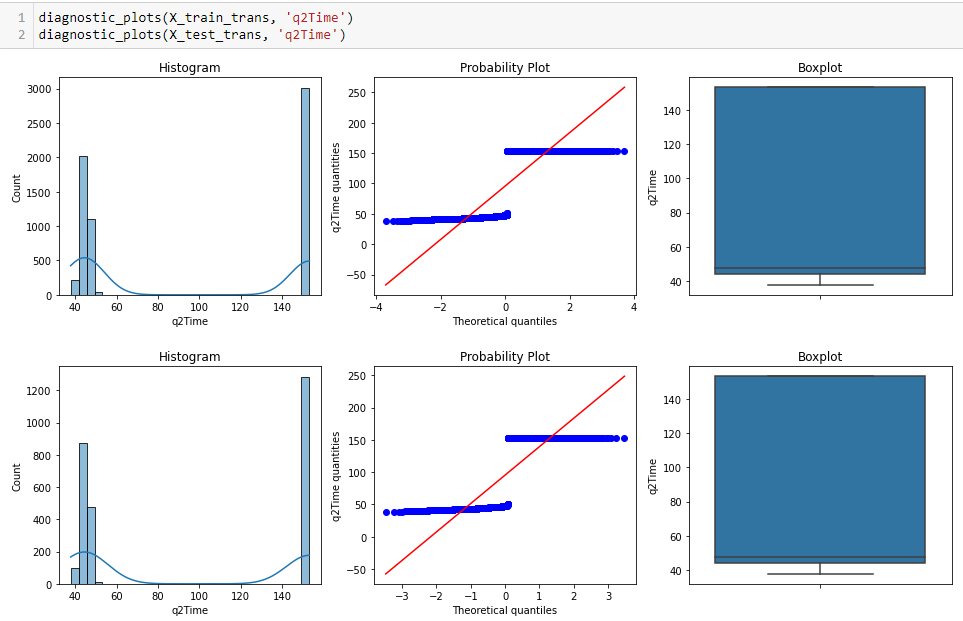 1 diagnostic_plots(X_train_trans, 'q2Time')
2 diagnostic_plots(X_test_trans, 'q2Time')
Histogram
Count
3000
2500
2000
1500
1000
500
0
40 60 80 100 120 140
q2Time
Probability Plot
q2Time quantities
250
200
150
100
50
0
−50
−4 −2 0 2 4
Theoretical quantiles
Boxplot
q2Time
140
120
100
80
60
40
Histogram
Count
1200
1000
800
600
400
200
0
40 60 80 100 120 140
q2Time
Probability Plot
q2Time quantities
250
200
150
100
50
0
−50
−3 −2 −1 0 1 2 3
Theoretical quantiles
Boxplot
q2Time
140
120
100
80
60
40